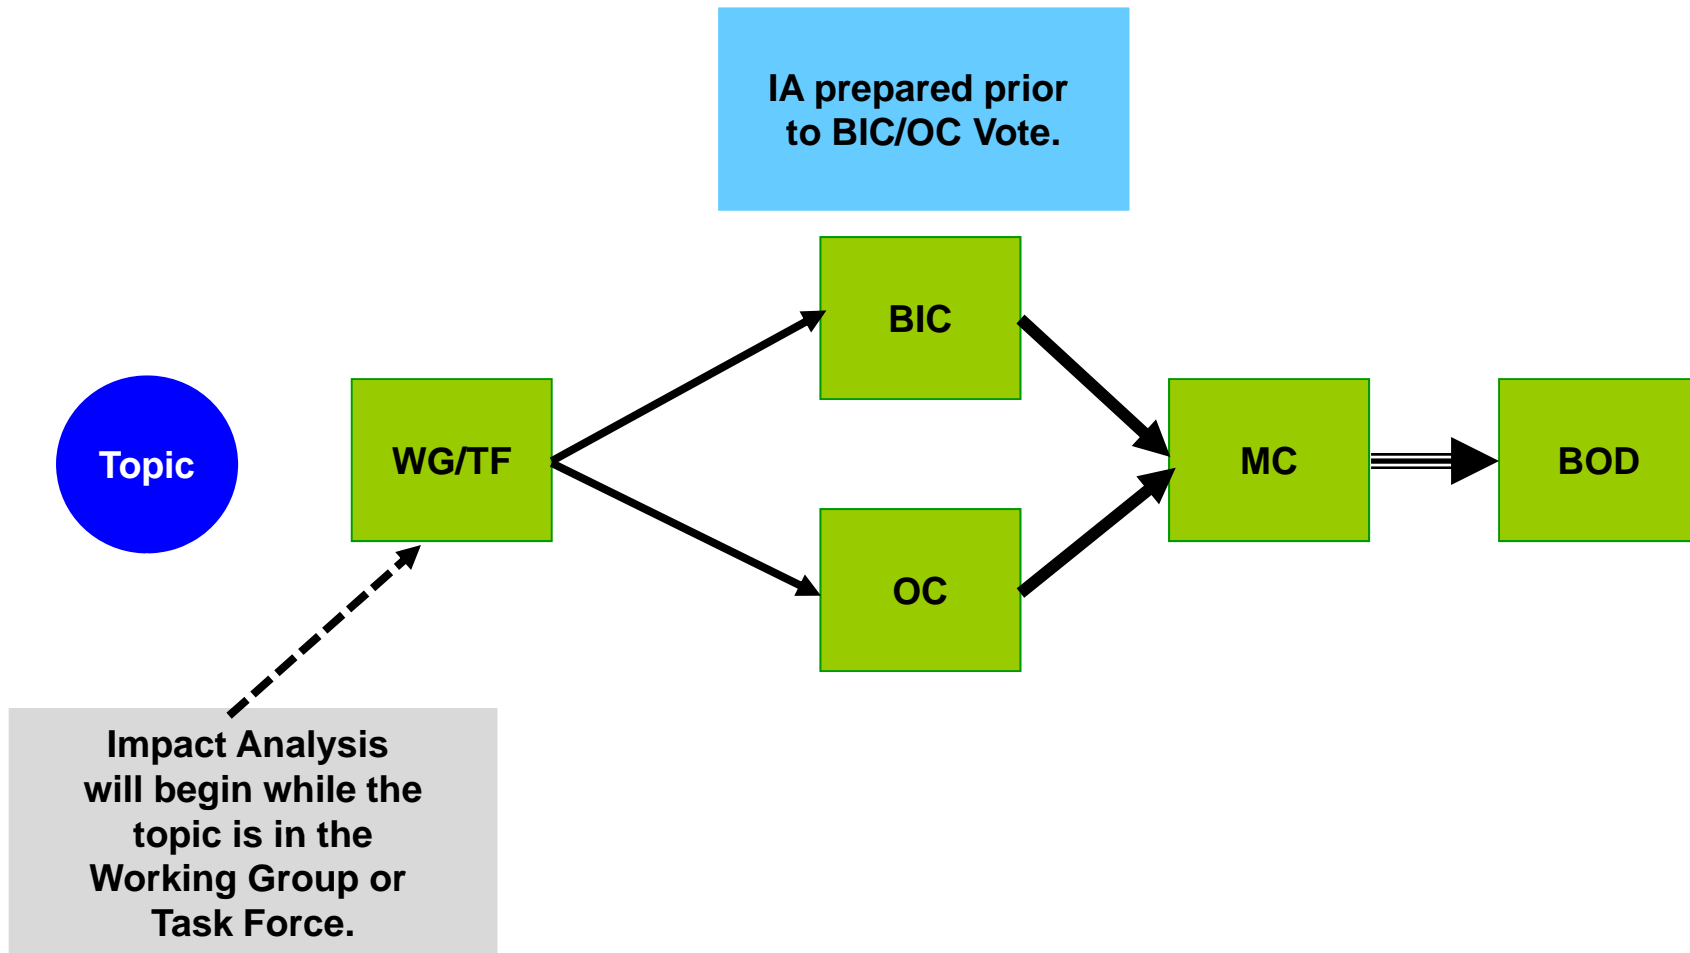 IA prepared prior
to BIC/OC Vote.
BIC
Topic
WG/TF
MC
BOD
OC
Impact Analysis
will begin while the
topic is in the
Working Group or
Task Force.